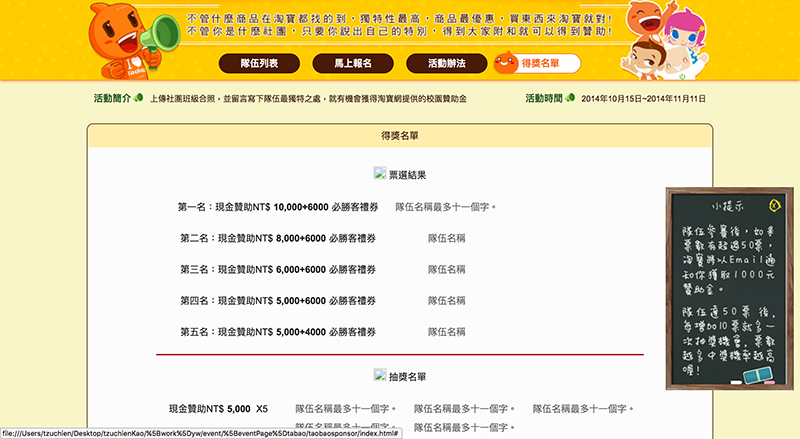 不管什麼商品在淘寶都找的到，獨特性最高，商品最優惠，買東西來淘寶就對!
不管你是什麼社團，只要你說出自己的特別，得到大家附和就可以得到贊助!
隊伍列表
馬上報名
活動辦法
得獎名單
活動簡介
上傳社團班級合照，並留言寫下隊伍最獨特之處，就有機會獲得淘寶網提供的校園贊助金
活動時間
2014年10月15日~2014年11月11日
得獎名單
票選結果
第一名：現金贊助NT$ 10,000+6000 必勝客禮券
隊伍名稱最多十一個字。
第二名：現金贊助NT$ 8,000+6000 必勝客禮券
隊伍名稱
第三名：現金贊助NT$ 6,000+6000 必勝客禮券
隊伍名稱
第四名：現金贊助NT$ 5,000+6000 必勝客禮券
隊伍名稱
第五名：現金贊助NT$ 5,000+4000 必勝客禮券
隊伍名稱
抽獎名單
現金贊助NT$ 5,000 X5
隊伍名稱最多十一個字。
隊伍名稱最多十一個字。
隊伍名稱最多十一個字。
隊伍名稱最多十一個字。
隊伍名稱最多十一個字。
小提示
隊伍參賽後，如果
票數有超過50票，
淘寶將以Email通
知你獲取1000元
贊助金。
隊伍達50票後，
每增加10票就多一
次抽獎機會，票數
越多中獎機率越高
喔!
file:///Users/tzuchien/Desktop/tzuchienKao/%5Bwork%5Dyw/event/%5BeventPage%5Dtabao/taobaosponsor/index.html#